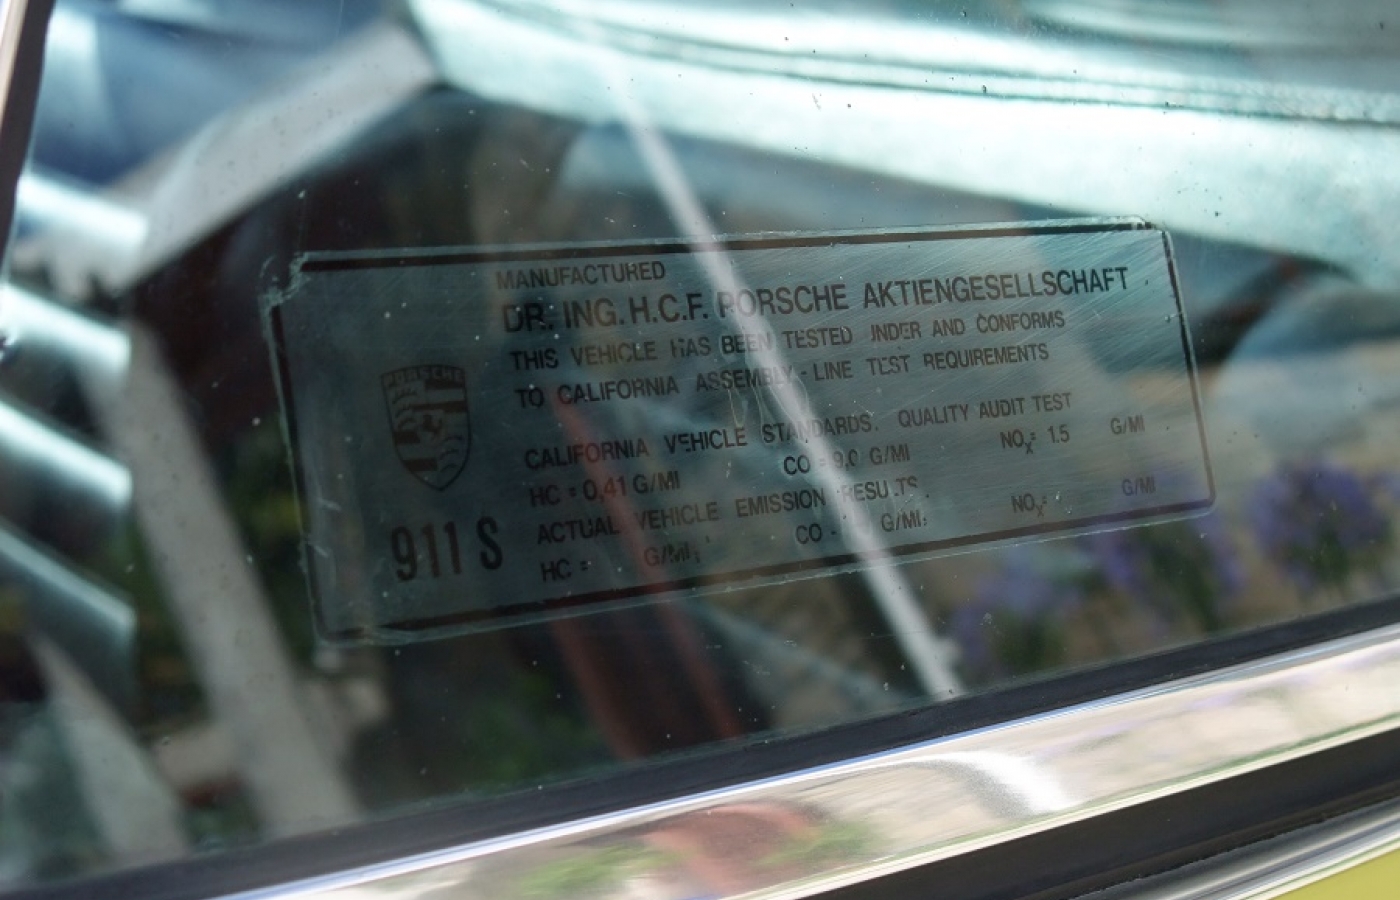 MANUFACTURED
DR. ING. H.C.F. PORSCHE AKTIENGESELLSCHAFT
THIS VEHICLE HAS BEEN TESTED UNDER AND CONFORMS
TO CALIFORNIA ASSEMBLY-LINE TEST REQUIREMENTS
CALIFORNIA VEHICLE STANDARDS. QUALITY AUDIT TEST
HC = 0,41 G/MI CO = 9,0 G/MI NOx = 1.5 G/MI
ACTUAL VEHICLE EMISSION RESULTS.
HC = G/MI; CO - G/MI; NOx = G/MI
PORSCHE
911 S